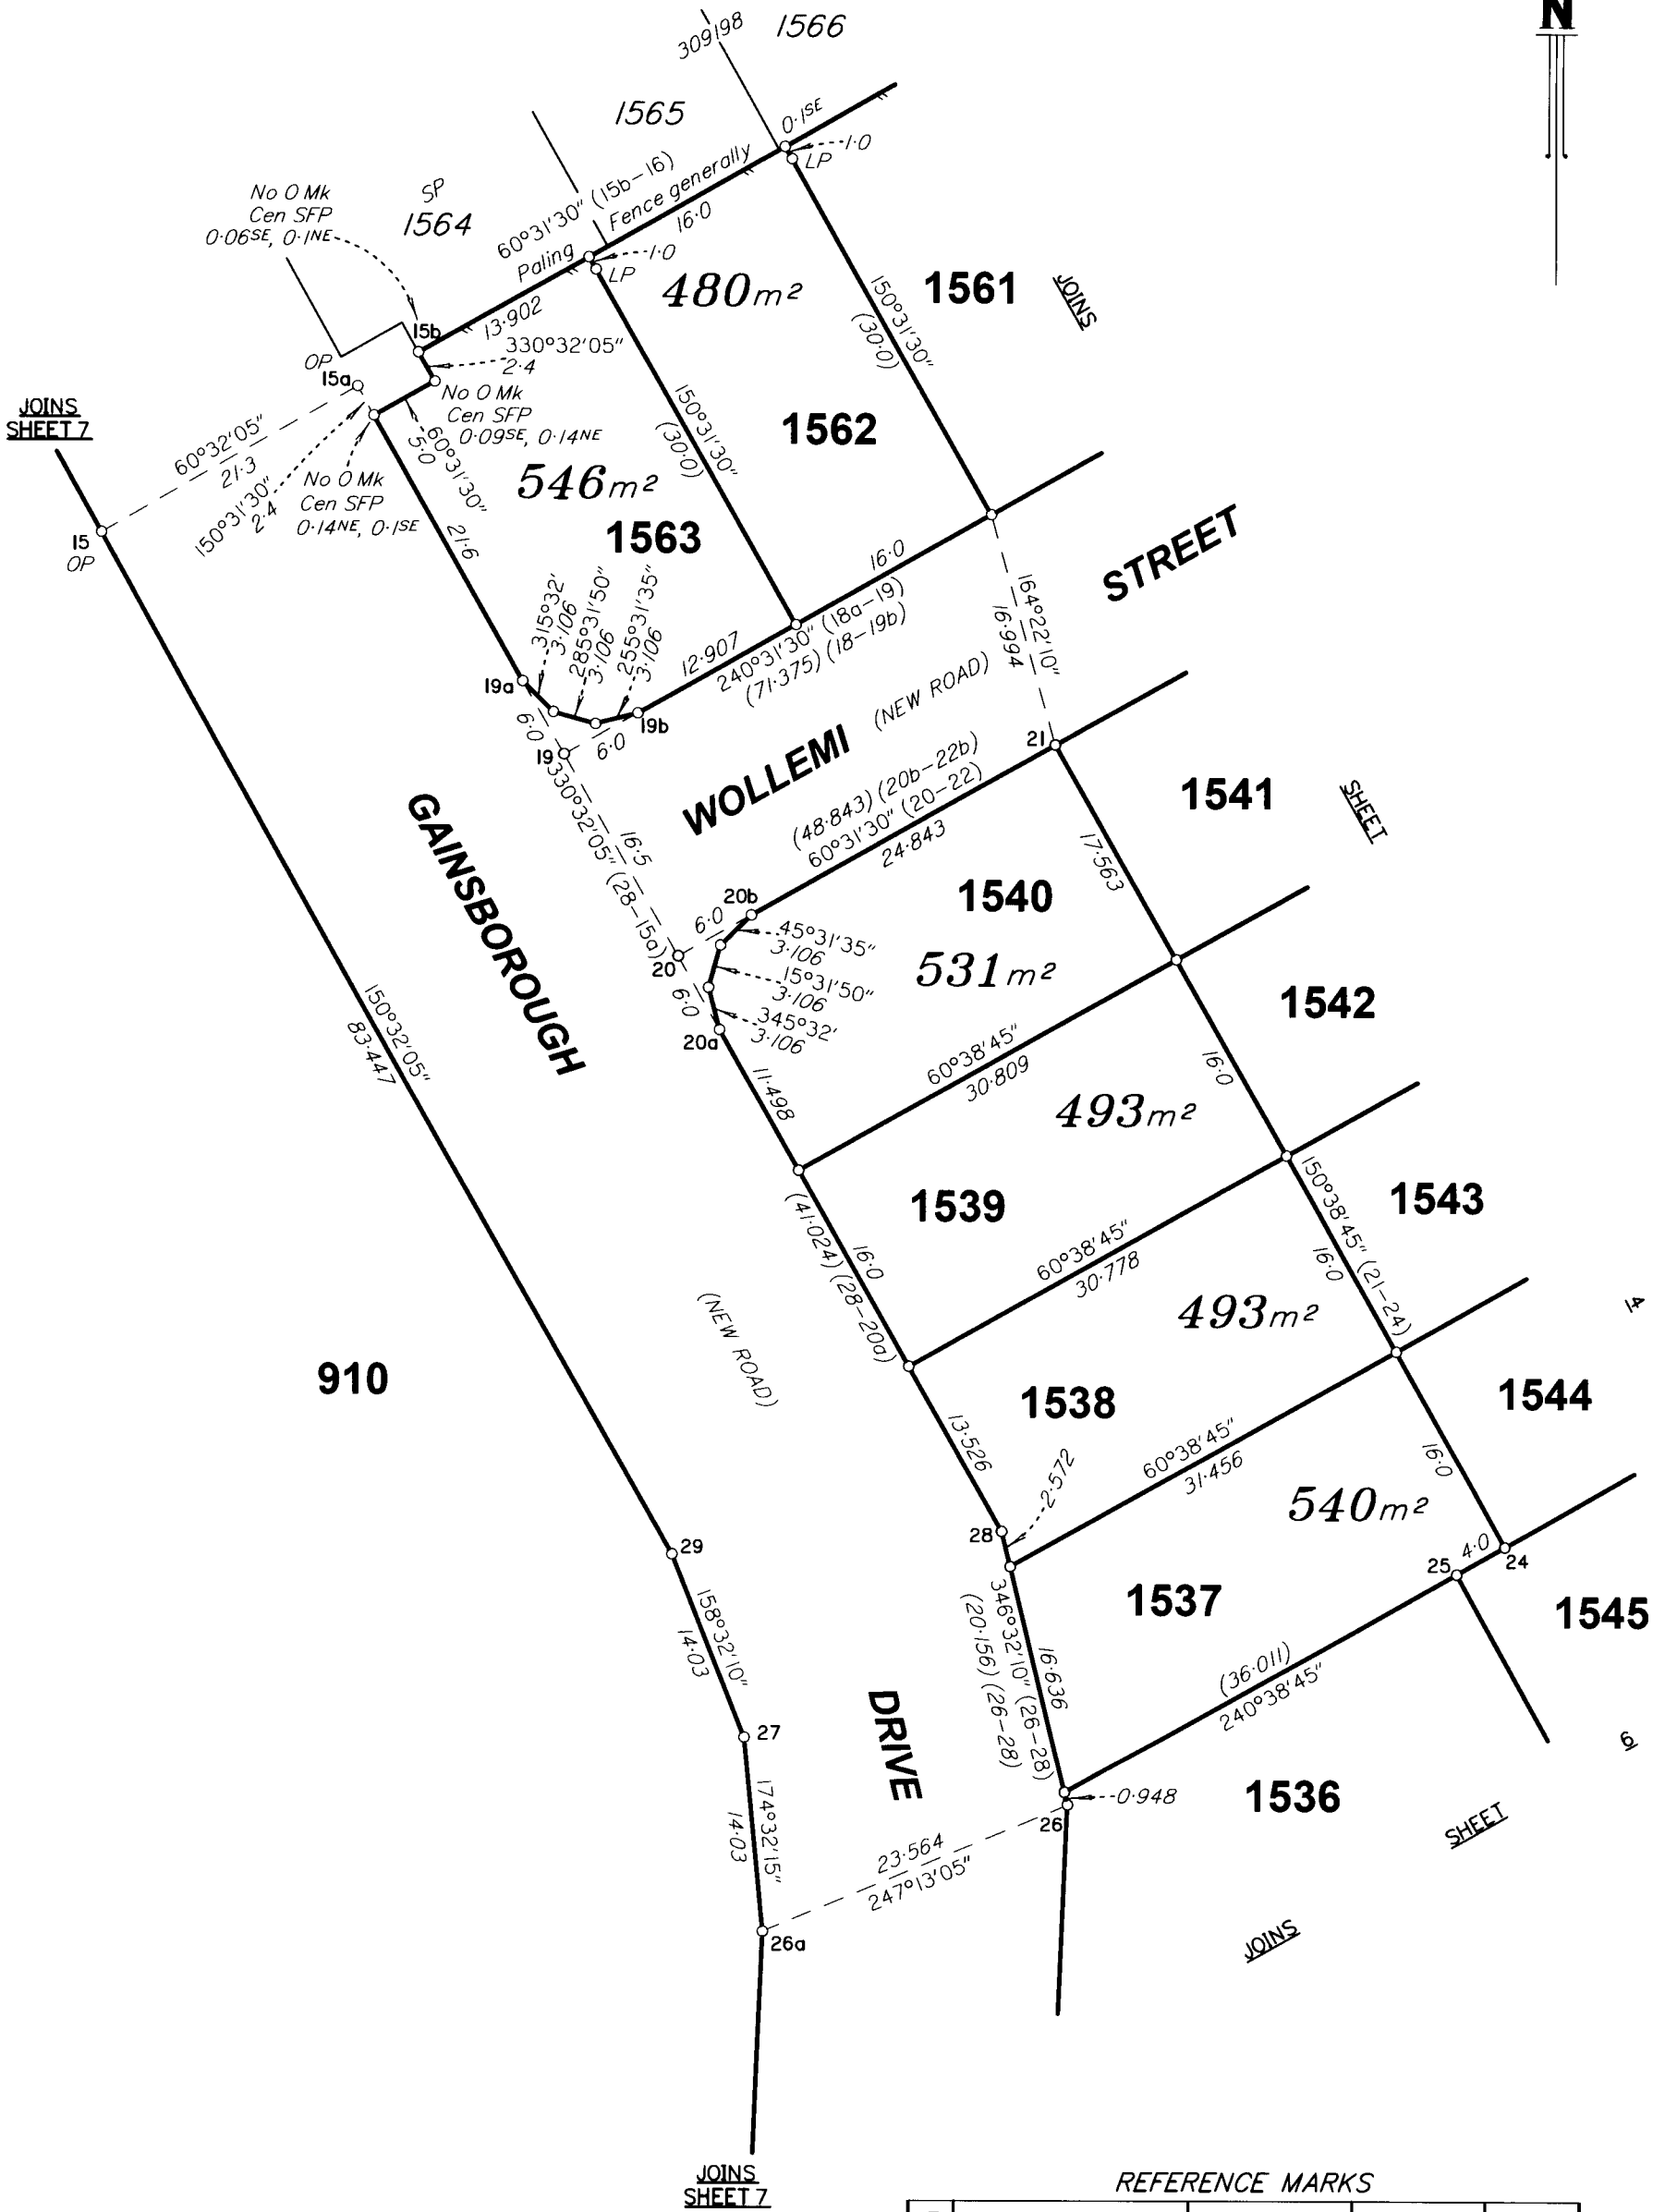 N
309198
1566
1565
0·1SE
1·0
LP
No O Mk
Cen SFP
0·06SE, 0·1NE
SP
1564
60°31'30" (15b-16)
Paling Fence generally
16·0
1·0
LP
480m²
1561
JOINS
150°31'30"
(30·0)
13·902
15b
330°32'05"
2·4
OP
15a
No O Mk
Cen SFP
0·09SE, 0·14NE
JOINS
SHEET 7
60°32'05"
21·3
60°31'30"
5·0
150°31'30"
2·4
No O Mk
Cen SFP
0·14NE, 0·1SE
1562
150°31'30"
(30·0)
546m²
1563
15
OP
21·6
16·0
STREET
315°32'
3·106
285°31'50"
3·106
255°31'35"
3·106
12·907
240°31'30" (18a-19)
(71·375) (18-19b)
164°22'10"
16·994
19a
19b
6·0
6·0
19
WOLLEMI
(NEW ROAD)
21
330°32'05" (28-15a)
16·5
(48·843) (20b-22b)
60°31'30" (20-22)
24·843
17·563
1541
SHEET
GAINSBOROUGH
20b
6·0
20
45°31'35"
3·106
15°31'50"
3·106
345°32'
3·106
1540
531m²
6·0
20a
150°32'05"
83·447
11·498
60°38'45"
30·809
16·0
1542
493m²
1539
(41·024) (28-20a)
16·0
60°38'45"
30·778
150°38'45" (21-24)
16·0
1543
(NEW ROAD)
493m²
4
910
1538
13·526
60°38'45"
31·456
16·0
1544
2·572
540m²
28
29
25
4·0
24
1537
1545
158°32'10"
14·03
346°32'10" (26-28)
(20·156) (26-28)
16·636
(36·011)
240°38'45"
DRIVE
27
6
174°32'15"
14·03
0·948
1536
26
SHEET
23·564
247°13'05"
26a
JOINS
JOINS
SHEET 7
REFERENCE MARKS